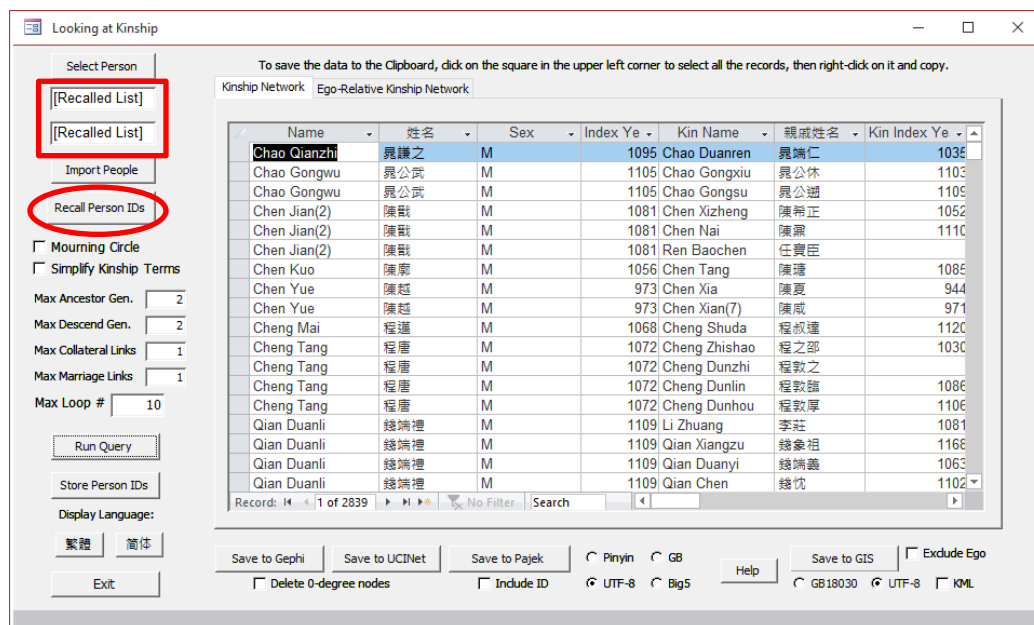 Looking at Kinship
Select Person
[Recalled List]
[Recalled List]
Import People
Recall Person IDs
Mourning Circle
Simplify Kinship Terms
Max Ancestor Gen. 2
Max Descend Gen. 2
Max Collateral Links 1
Max Marriage Links 1
Max Loop # 10
Run Query
Store Person IDs
Display Language:
繁體 简体
Exit
To save the data to the Clipboard, click on the square in the upper left corner to select all the records, then right-click on it and copy.
Kinship Network Ego-Relative Kinship Network
Name 姓名 Sex Index Ye Kin Name 親戚姓名 Kin Index Ye
Chao Qianzhi 晁謙之 M 1095 Chao Duanren 晁端仁 1035
Chao Gongwu 晁公武 M 1105 Chao Gongxiu 晁公休 1103
Chao Gongwu 晁公武 M 1105 Chao Gongsu 晁公遡 1109
Chen Jian(2) 陳戩 M 1081 Chen Xizheng 陳希正 1052
Chen Jian(2) 陳戩 M 1081 Chen Nai 陳鼐 1110
Chen Jian(2) 陳戩 M 1081 Ren Baochen 任寶臣
Chen Kuo 陳廓 M 1056 Chen Tang 陳瑭 1085
Chen Yue 陳越 M 973 Chen Xia 陳夏 944
Chen Yue 陳越 M 973 Chen Xian(7) 陳咸 971
Cheng Mai 程邁 M 1068 Cheng Shuda 程叔達 1120
Cheng Tang 程唐 M 1072 Cheng Zhishao 程之邵 1030
Cheng Tang 程唐 M 1072 Cheng Dunzhi 程敦之
Cheng Tang 程唐 M 1072 Cheng Dunlin 程敦臨 1086
Cheng Tang 程唐 M 1072 Cheng Dunhou 程敦厚 1106
Qian Duanli 錢端禮 M 1109 Li Zhuang 李莊 1081
Qian Duanli 錢端禮 M 1109 Qian Xiangzu 錢象祖 1168
Qian Duanli 錢端禮 M 1109 Qian Duanyi 錢端義 1063
Qian Duanli 錢端禮 M 1109 Qian Chen 錢忱 1102
Record: 1 of 2839 No Filter Search
Save to Gephi Save to UCINet Save to Pajek Pinyin GB Help Save to GIS Exclude Ego
Delete 0-degree nodes Include ID UTF-8 Big5 GB18030 UTF-8 KML